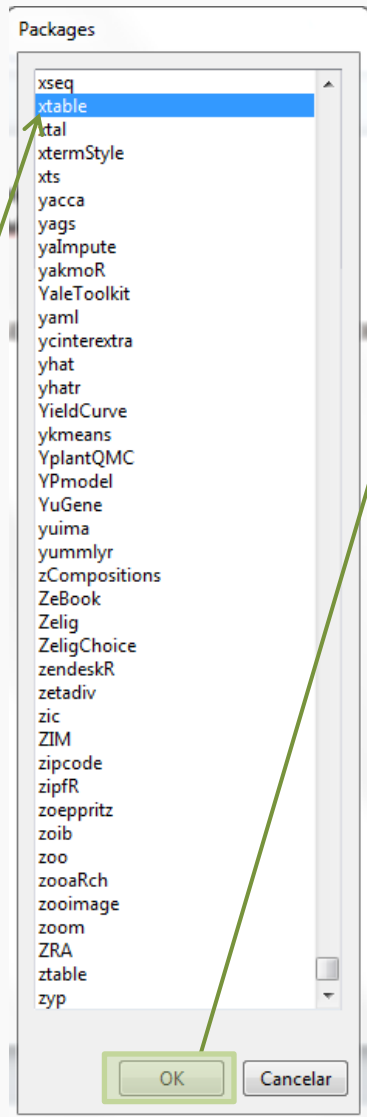 Packages
xseq
xtable
xtal
xtermStyle
xts
yacca
yags
yaImpute
yakmoR
YaleToolkit
yaml
ycinterextra
yhat
yhatr
YieldCurve
ykmeans
YplantQMC
YPmodel
YuGene
yuima
yummlyr
zCompositions
ZeBook
Zelig
ZeligChoice
zendeskR
zetadiv
zic
ZIM
zipcode
zipfR
zoeppritz
zoib
zoo
zooaRch
zooimage
zoom
ZRA
ztable
zyp
OK Cancelar